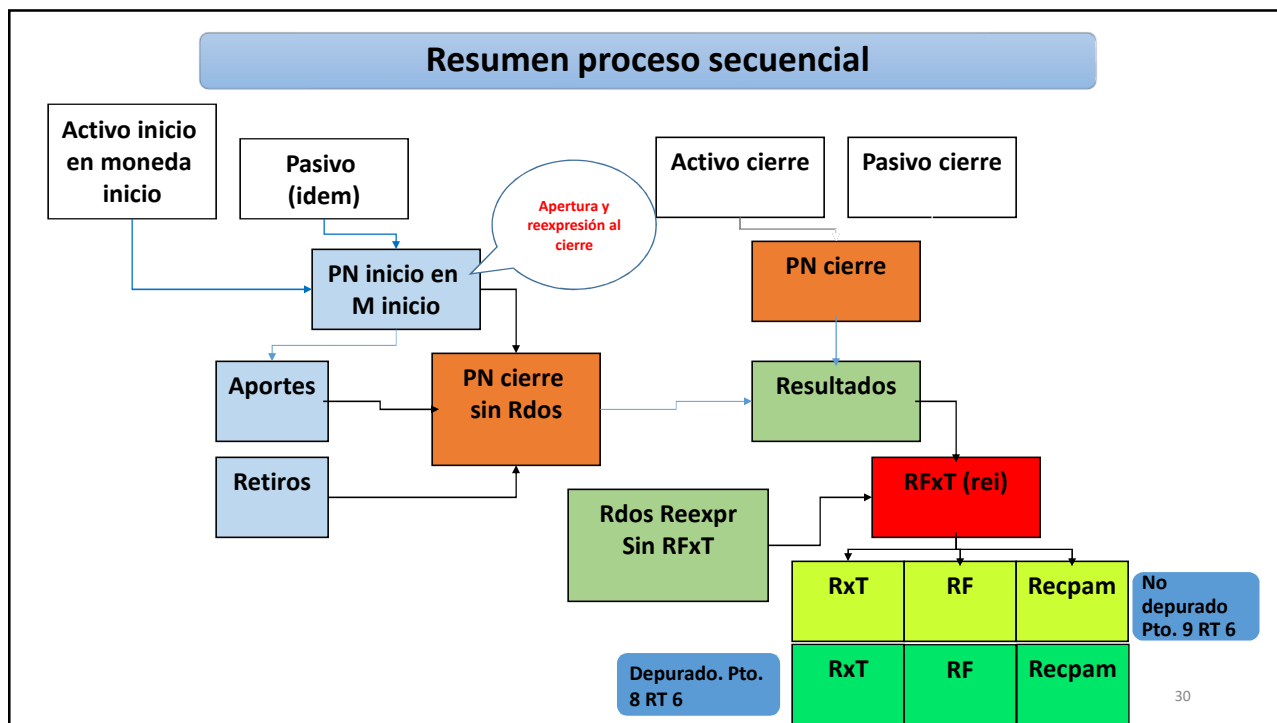 Resumen proceso secuencial
Activo inicio
en moneda
inicio
Pasivo
(idem)
Apertura y
reexpresión al
cierre
Activo cierre
Pasivo cierre
PN inicio en
M inicio
PN cierre
Aportes
PN cierre
sin Rdos
Resultados
Retiros
Rdos Reexpr
Sin RFxT
RFxT (rei)
RxT
RF
Recpam
No
depurado
Pto. 9 RT 6
Depurado. Pto.
8 RT 6
RxT
RF
Recpam
30